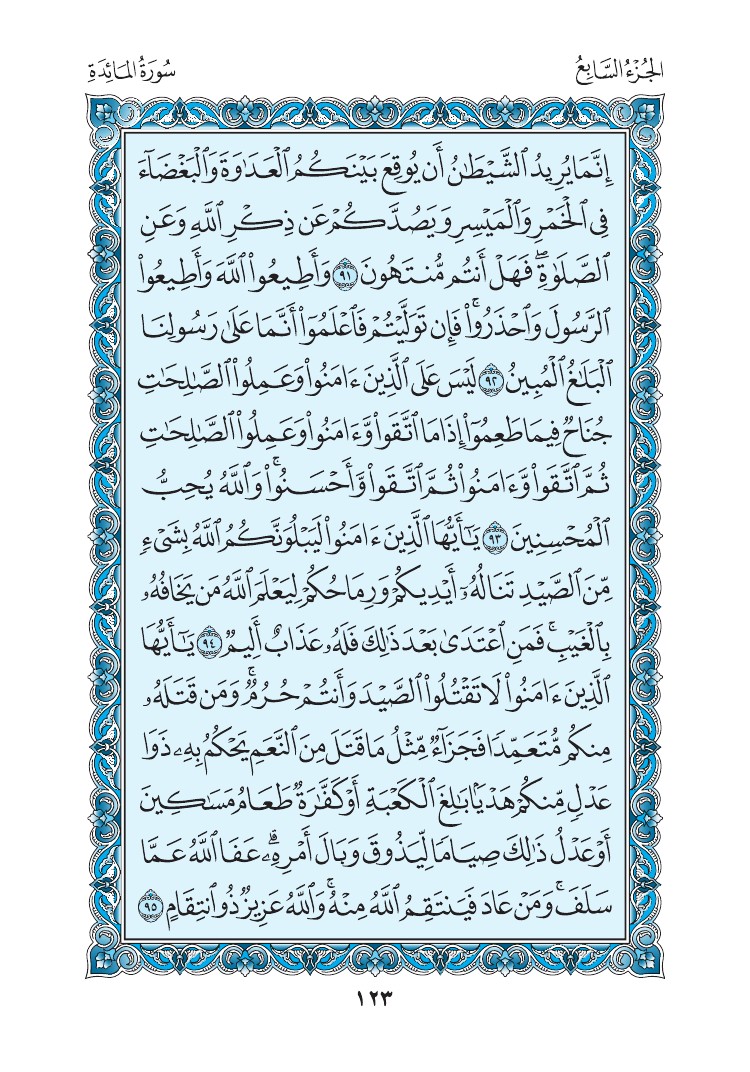 الجُزْءُ السَّابِعُ
سُورَةُ المَائِدَةِ
إِنَّمَا يُرِيدُ ٱلشَّيْطَٰنُ أَن يُوقِعَ بَيْنَكُمُ ٱلْعَدَٰوَةَ وَٱلْبَغْضَآءَ
فِى ٱلْخَمْرِ وَٱلْمَيْسِرِ وَيَصُدَّكُمْ عَن ذِكْرِ ٱللَّهِ وَعَنِ
ٱلصَّلَوٰةِ ۖ فَهَلْ أَنتُم مُّنتَهُونَ ٩١ وَأَطِيعُوا۟ ٱللَّهَ وَأَطِيعُوا۟
ٱلرَّسُولَ وَٱحْذَرُوا۟ ۚ فَإِن تَوَلَّيْتُمْ فَٱعْلَمُوٓا۟ أَنَّمَا عَلَىٰ رَسُولِنَا
ٱلْبَلَٰغُ ٱلْمُبِينُ ٩٢ لَيْسَ عَلَى ٱلَّذِينَ ءَامَنُوا۟ وَعَمِلُوا۟ ٱلصَّٰلِحَٰتِ
جُنَاحٌ فِيمَا طَعِمُوٓا۟ إِذَا مَا ٱتَّقَوا۟ وَّءَامَنُوا۟ وَعَمِلُوا۟ ٱلصَّٰلِحَٰتِ
ثُمَّ ٱتَّقَوا۟ وَّءَامَنُوا۟ ثُمَّ ٱتَّقَوا۟ وَّأَحْسَنُوا۟ ۗ وَٱللَّهُ يُحِبُّ
ٱلْمُحْسِنِينَ ٩٣ يَٰٓأَيُّهَا ٱلَّذِينَ ءَامَنُوا۟ لَيَبْلُوَنَّكُمُ ٱللَّهُ بِشَىْءٍ
مِّنَ ٱلصَّيْدِ تَنَالُهُۥٓ أَيْدِيكُمْ وَرِمَاحُكُمْ لِيَعْلَمَ ٱللَّهُ مَن يَخَافُهُۥ
بِٱلْغَيْبِ ۚ فَمَنِ ٱعْتَدَىٰ بَعْدَ ذَٰلِكَ فَلَهُۥ عَذَابٌ أَلِيمٌ ٩٤ يَٰٓأَيُّهَا
ٱلَّذِينَ ءَامَنُوا۟ لَا تَقْتُلُوا۟ ٱلصَّيْدَ وَأَنتُمْ حُرُمٌ ۚ وَمَن قَتَلَهُۥ
مِنكُم مُّتَعَمِّدًا فَجَزَآءٌ مِّثْلُ مَا قَتَلَ مِنَ ٱلنَّعَمِ يَحْكُمُ بِهِۦ ذَوَا
عَدْلٍ مِّنكُمْ هَدْيًۢا بَٰلِغَ ٱلْكَعْبَةِ أَوْ كَفَّٰرَةٌ طَعَامُ مَسَٰكِينَ
أَوْ عَدْلُ ذَٰلِكَ صِيَامًا لِّيَذُوقَ وَبَالَ أَمْرِهِۦ ۗ عَفَا ٱللَّهُ عَمَّا
سَلَفَ ۚ وَمَنْ عَادَ فَيَنتَقِمُ ٱللَّهُ مِنْهُ ۗ وَٱللَّهُ عَزِيزٌ ذُو ٱنتِقَامٍ ٩٥
١٢٣